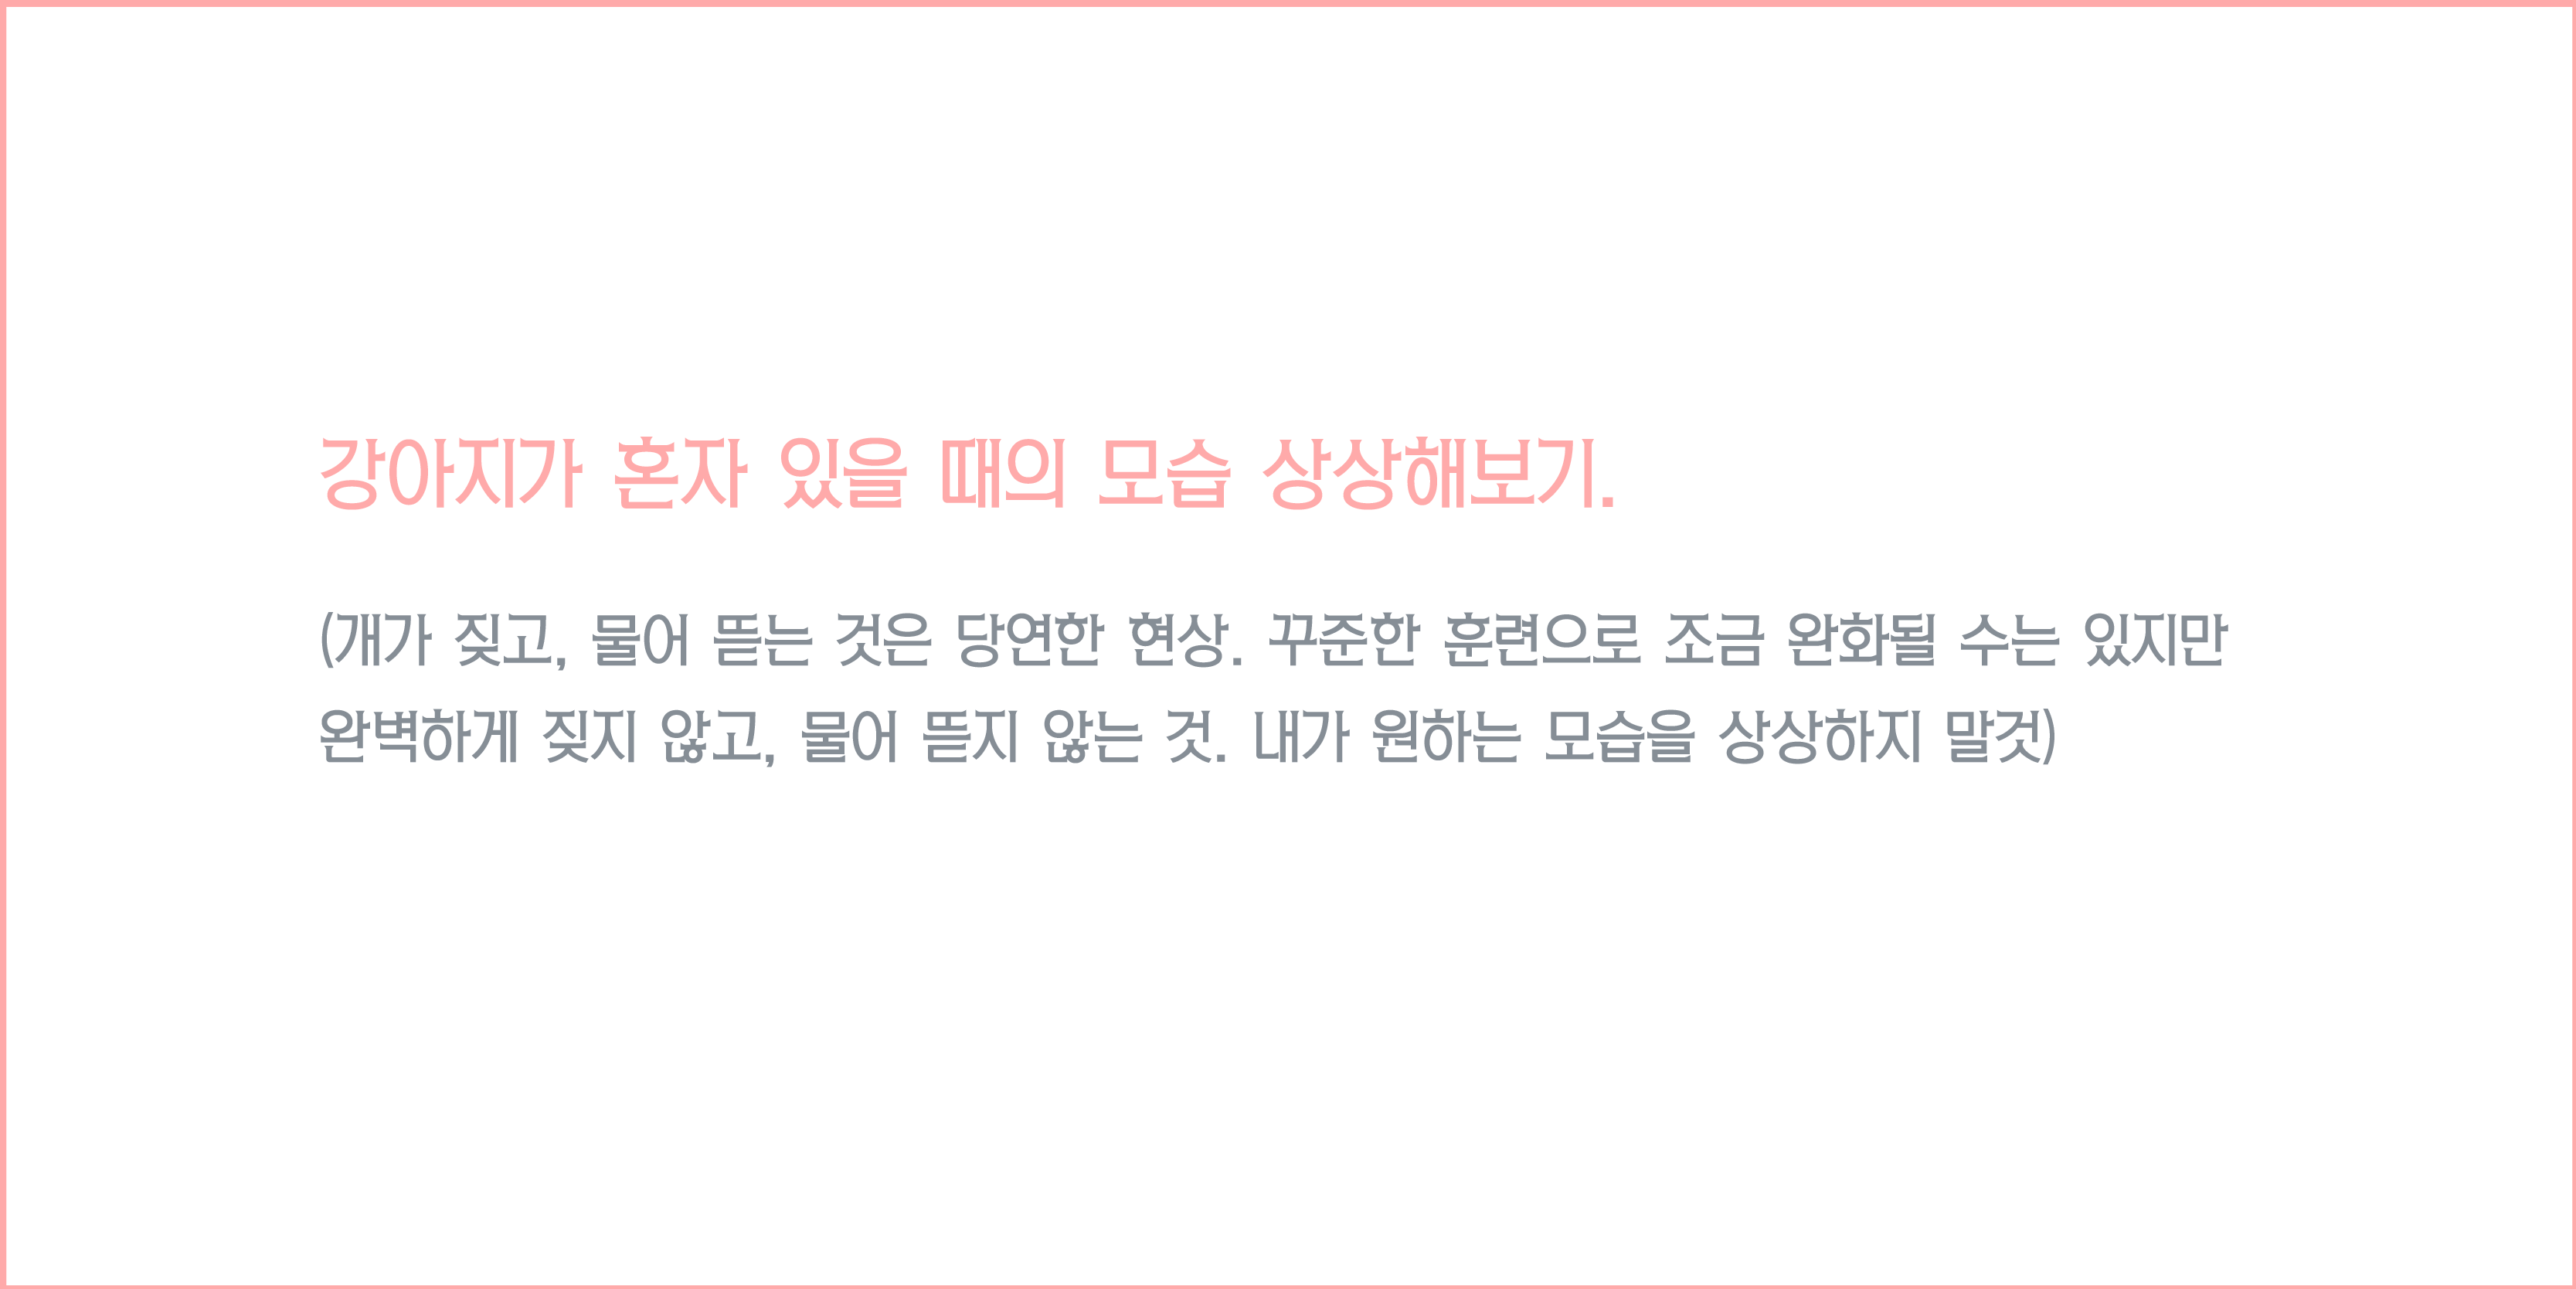 강아지가 혼자 있을 때의 모습 상상해보기.
(개가 짖고, 물어 뜯는 것은 당연한 현상. 꾸준한 훈련으로 조금 완화될 수는 있지만
완벽하게 짖지 않고, 물어 뜯지 않는 것. 내가 원하는 모습을 상상하지 말것)